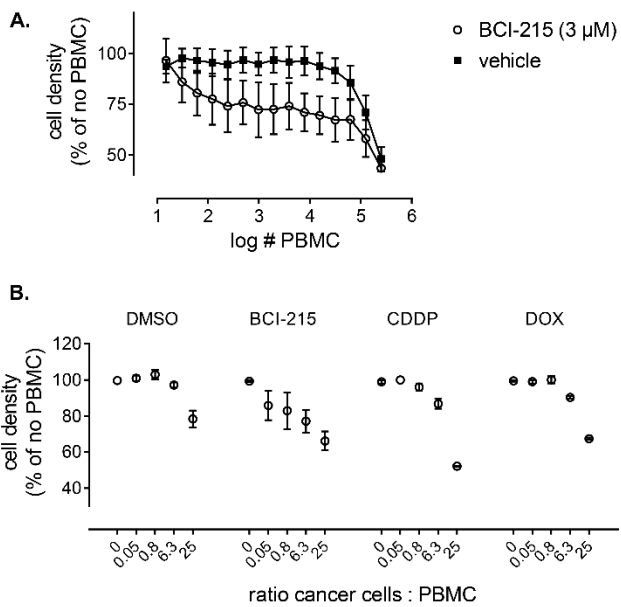 A.
BCI-215 (3 µM)
vehicle
cell density
(% of no PBMC)
100
75
50
1 2 3 4 5 6
log # PBMC
B.
DMSO BCI-215 CDDP DOX
cell density
(% of no PBMC)
120
100
80
60
40
0 0.05 0.8 6.3 25 0 0.05 0.8 6.3 25 0 0.05 0.8 6.3 25 0 0.05 0.8 6.3 25
ratio cancer cells : PBMC